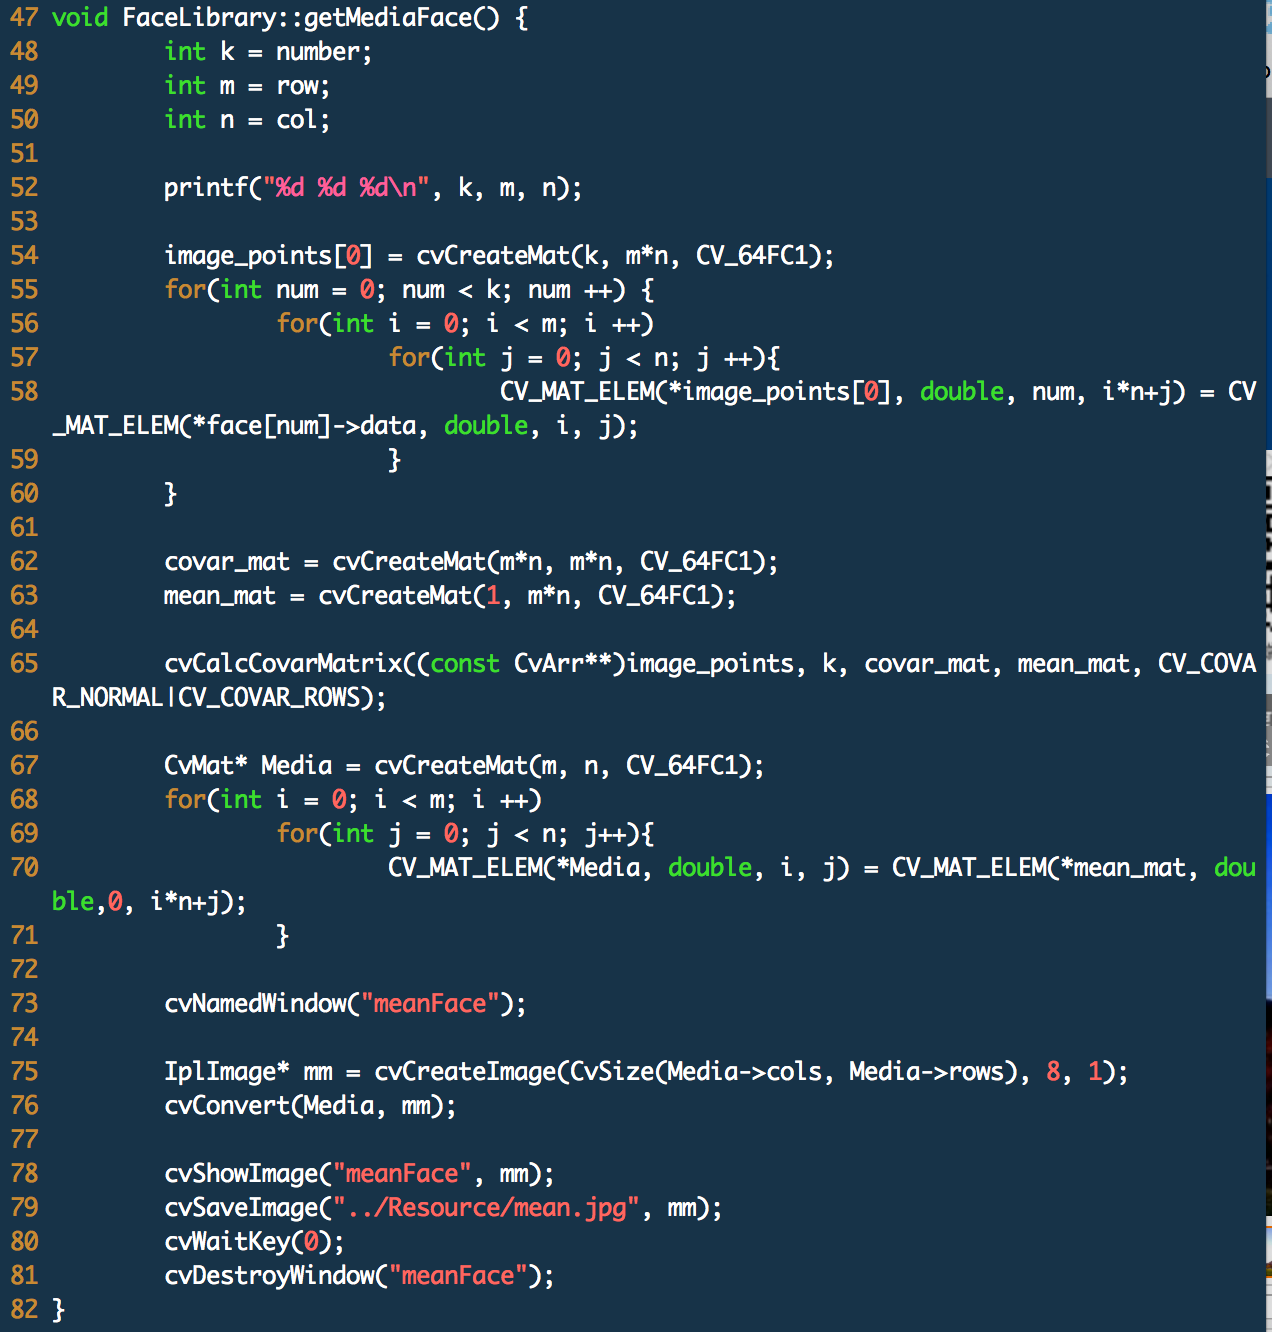 47 void FaceLibrary::getMediaFace() {
48         int k = number;
49         int m = row;
50         int n = col;
51
52         printf("%d %d %d\n", k, m, n);
53
54         image_points[0] = cvCreateMat(k, m*n, CV_64FC1);
55         for(int num = 0; num < k; num ++) {
56                 for(int i = 0; i < m; i ++)
57                         for(int j = 0; j < n; j ++){
58                                 CV_MAT_ELEM(*image_points[0], double, num, i*n+j) = CV
_MAT_ELEM(*face[num]->data, double, i, j);
59                         }
60         }
61
62         covar_mat = cvCreateMat(m*n, m*n, CV_64FC1);
63         mean_mat = cvCreateMat(1, m*n, CV_64FC1);
64
65         cvCalcCovarMatrix((const CvArr**)image_points, k, covar_mat, mean_mat, CV_COVA
R_NORMAL|CV_COVAR_ROWS);
66
67         CvMat* Media = cvCreateMat(m, n, CV_64FC1);
68         for(int i = 0; i < m; i ++)
69                 for(int j = 0; j < n; j++){
70                         CV_MAT_ELEM(*Media, double, i, j) = CV_MAT_ELEM(*mean_mat, dou
ble,0, i*n+j);
71                 }
72
73         cvNamedWindow("meanFace");
74
75         IplImage* mm = cvCreateImage(CvSize(Media->cols, Media->rows), 8, 1);
76         cvConvert(Media, mm);
77
78         cvShowImage("meanFace", mm);
79         cvSaveImage("../Resource/mean.jpg", mm);
80         cvWaitKey(0);
81         cvDestroyWindow("meanFace");
82 }